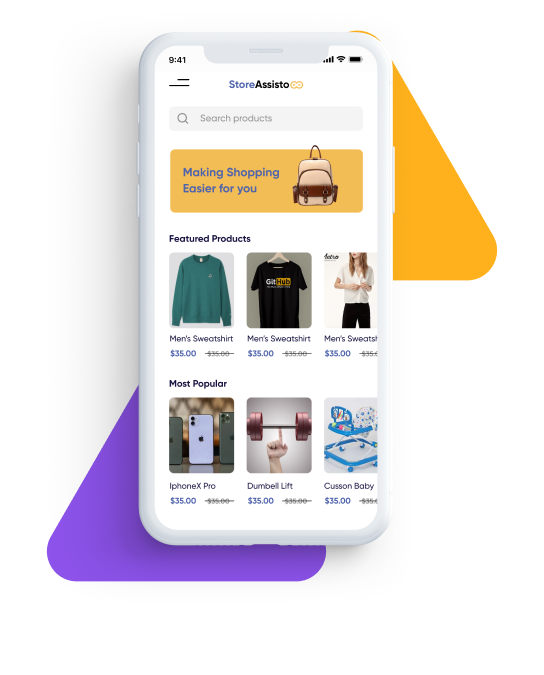 9:41
StoreAssisto
Search products
Making Shopping
Easier for you
Featured Products
GitHub
Men's Sweatshirt
Men's Sweatshirt
Men's Sweatsh
$35.00 $35.00
$35.00 $35.00
$35.00 $35.0
Most Popular
IphoneX Pro
Dumbell Lift
Cusson Baby
$35.00 $35.00
$35.00 $35.00
$35.00 $35.0